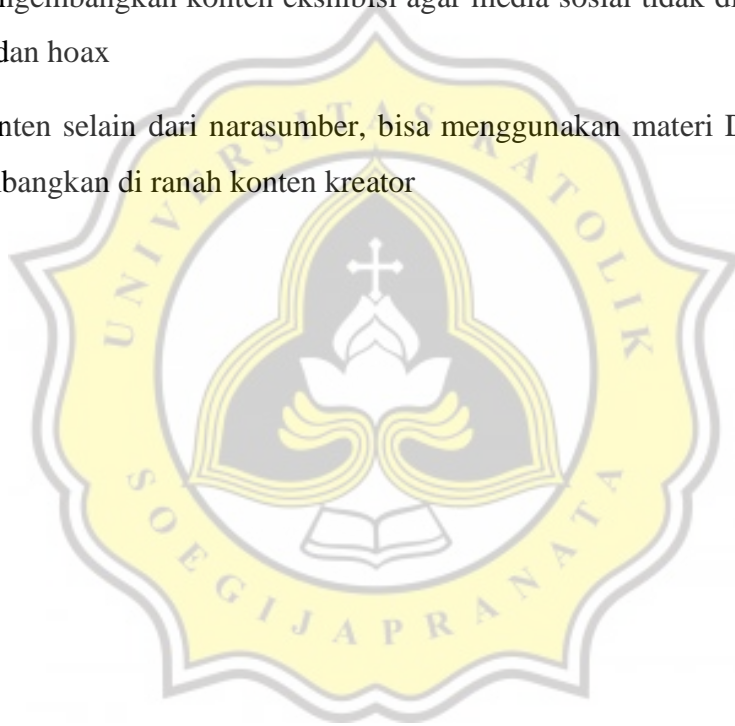 ngembangkan konten eksibisi agar media sosial tidak di
dan hoax
nten selain dari narasumber, bisa menggunakan materi D
mbangkan di ranah konten kreator
UNIVERSITAS KATOLIK
SOEGIJAPRANATA